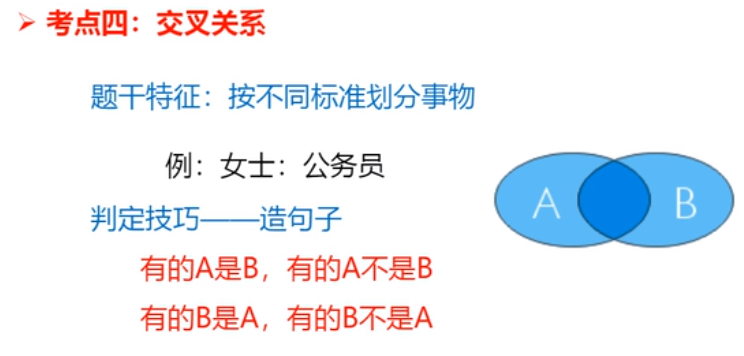 ➢ 考点四：交叉关系
题干特征：按不同标准划分事物
例：女士：公务员
判定技巧——造句子
有的A是B，有的A不是B
有的B是A，有的B不是A
A
B